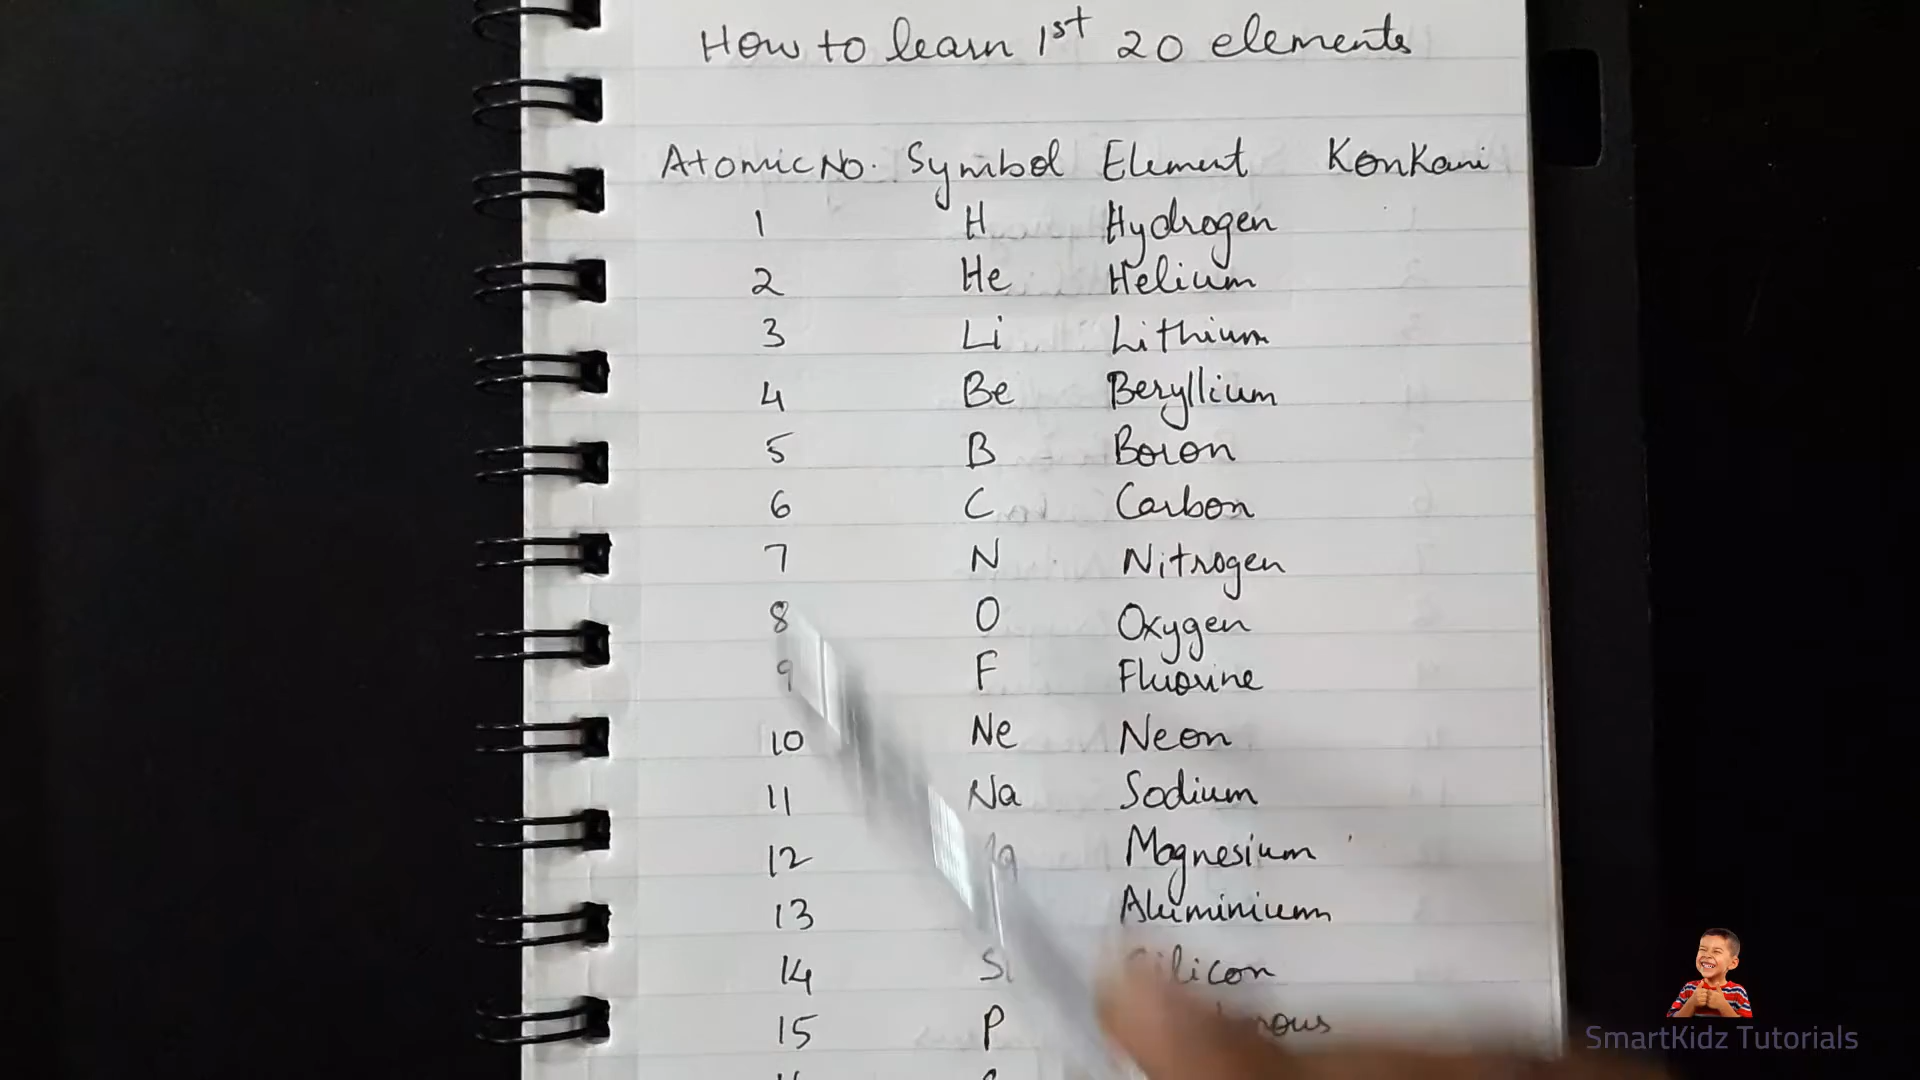 How to learn 1st 20 elements
Atomic No. Symbol Element Konkani
1 H Hydrogen
2 He Helium
3 Li Lithium
4 Be Beryllium
5 B Boron
6 C Carbon
7 N Nitrogen
8 O Oxygen
9 F Fluorine
10 Ne Neon
11 Na Sodium
12 Magnesium
13 Aluminium
14 Si Silicon
15 P
SmartKidz Tutorials